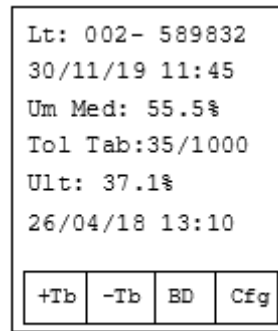 Lt: 002- 589832
30/11/19 11:45
Um Med: 55.5%
Tol Tab:35/1000
Ult: 37.1%
26/04/18 13:10
+Tb -Tb BD Cfg